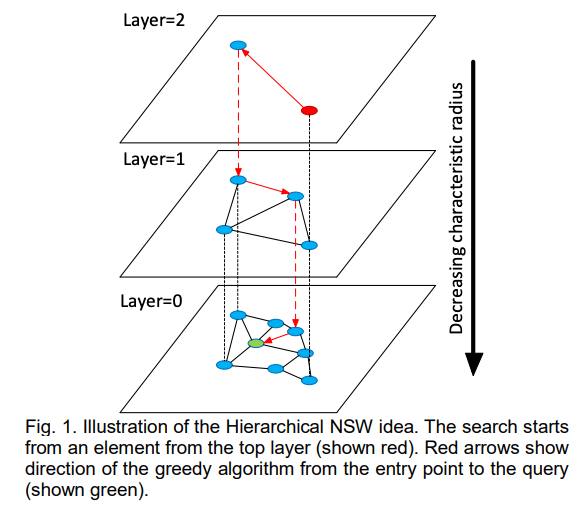 Layer=2
Layer=1
Layer=0
Decreasing characteristic radius
Fig. 1. Illustration of the Hierarchical NSW idea. The search starts
from an element from the top layer (shown red). Red arrows show
direction of the greedy algorithm from the entry point to the query
(shown green).